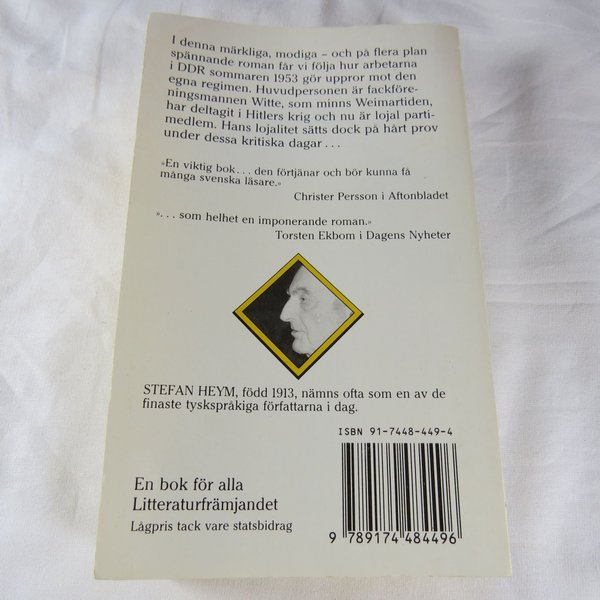 I denna märkliga, modiga – och på flera plan
spännande roman får vi följa hur arbetarna
i DDR sommaren 1953 gör uppror mot den
egna regimen. Huvudpersonen är fackföre-
ningsmannen Witte, som minns Weimartiden,
har deltagit i Hitlers krig och nu är lojal parti-
medlem. Hans lojalitet sätts dock på hårt prov
under dessa kritiska dagar . . .
»En viktig bok . . . den förtjänar och bör kunna få
många svenska läsare.»
Christer Persson i Aftonbladet
». . . som helhet en imponerande roman.»
Torsten Ekbom i Dagens Nyheter
STEFAN HEYM, född 1913, nämns ofta som en av de
finaste tyskspråkiga författarna i dag.
ISBN 91-7448-449-4
En bok för alla
Litteraturfrämjandet
Lågpris tack vare statsbidrag
9 789174 484496